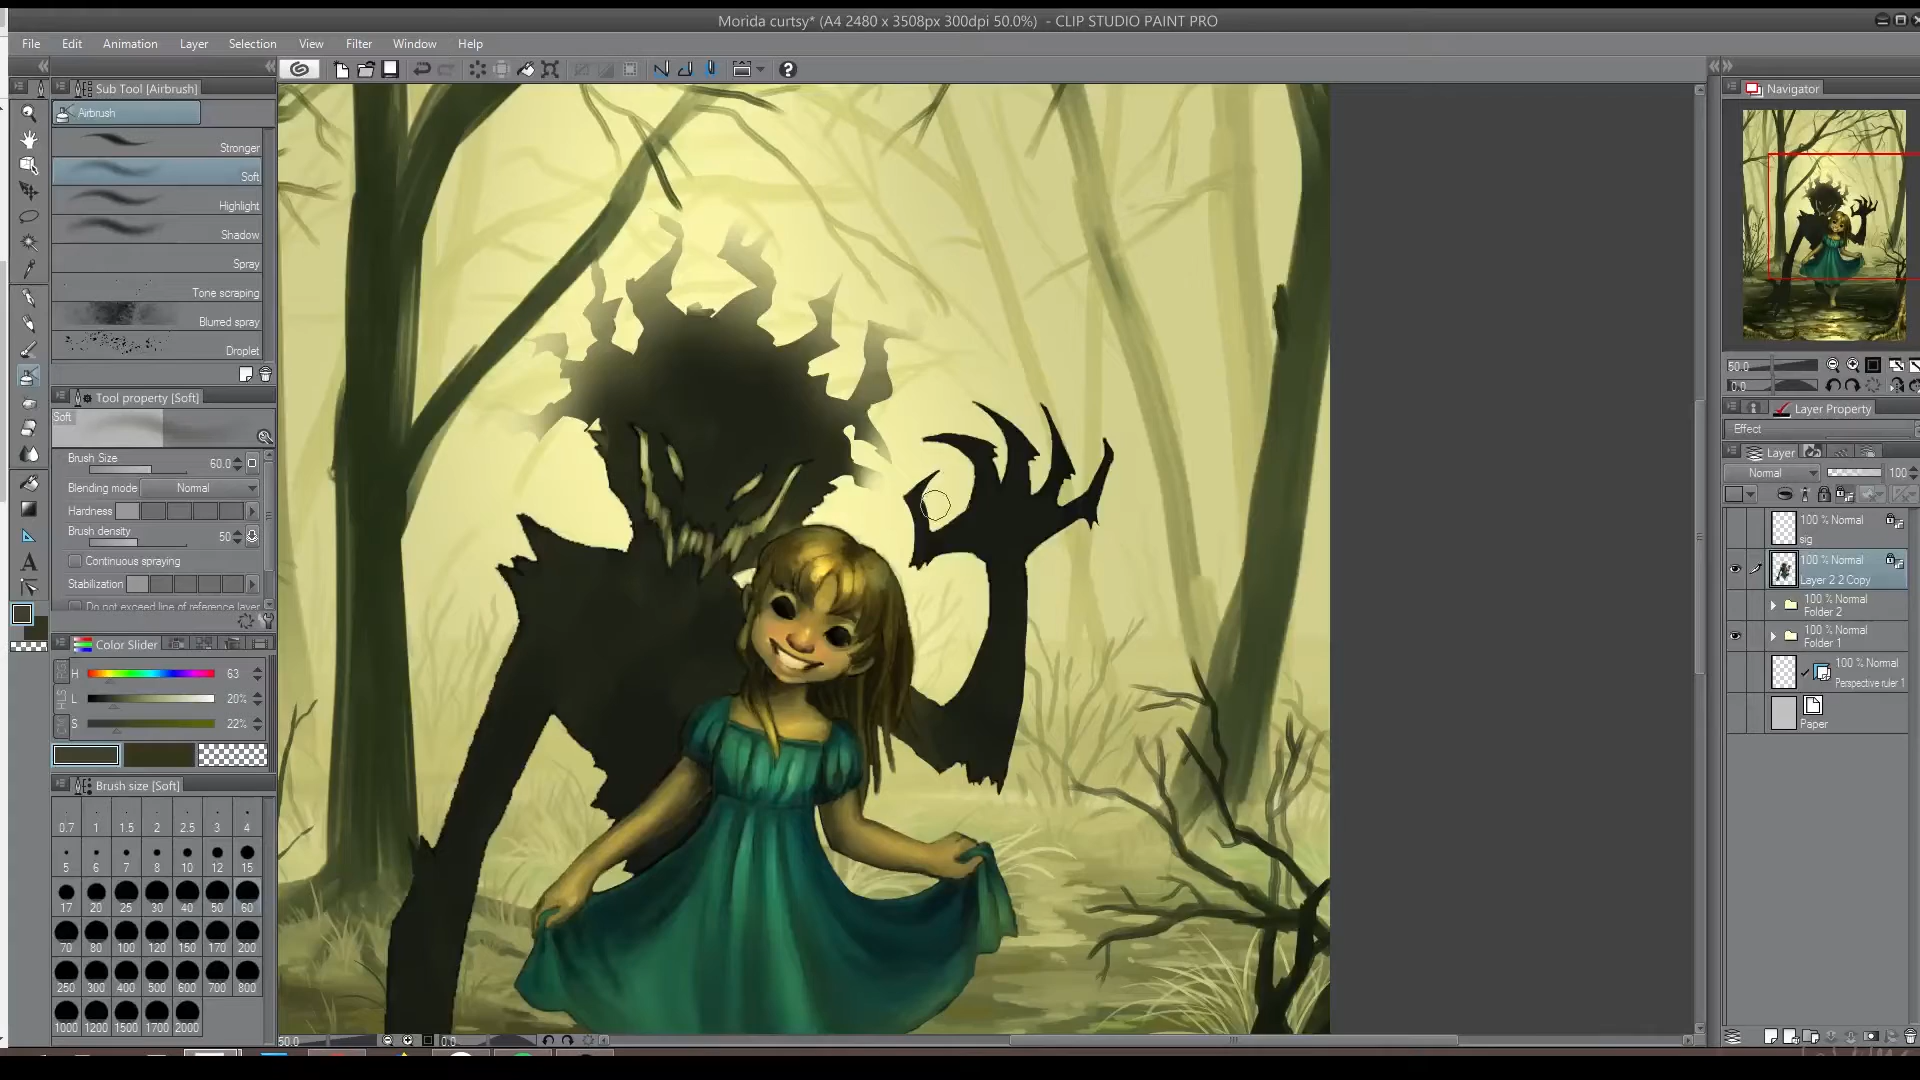 Morida curtsy* (A4 2480 x 3508px 300dpi 50.0%) - CLIP STUDIO PAINT PRO
File Edit Animation Layer Selection View Filter Window Help
Sub Tool [Airbrush]
Airbrush
Stronger
Soft
Highlight
Shadow
Spray
Tone scraping
Blurred spray
Droplet
Tool property [Soft]
Soft
Brush Size 60.0
Blending mode Normal
Hardness
Brush density 50
Continuous spraying
Stabilization
Do not exceed line of reference layer
Color Slider
H 63
L 20%
S 22%
Brush size [Soft]
0.7 1 1.5 2 2.5 3 4
5 6 7 8 10 12 15
17 20 25 30 40 50 60
70 80 100 120 150 170 200
250 300 400 500 600 700 800
1000 1200 1500 1700 2000
50.0 0.0
Navigator
50.0
0.0
Layer Property
Effect
Layer
Normal 100
100 % Normal
sig
100 % Normal
Layer 2 2 Copy
100 % Normal
Folder 2
100 % Normal
Folder 1
100 % Normal
Perspective ruler 1
Paper